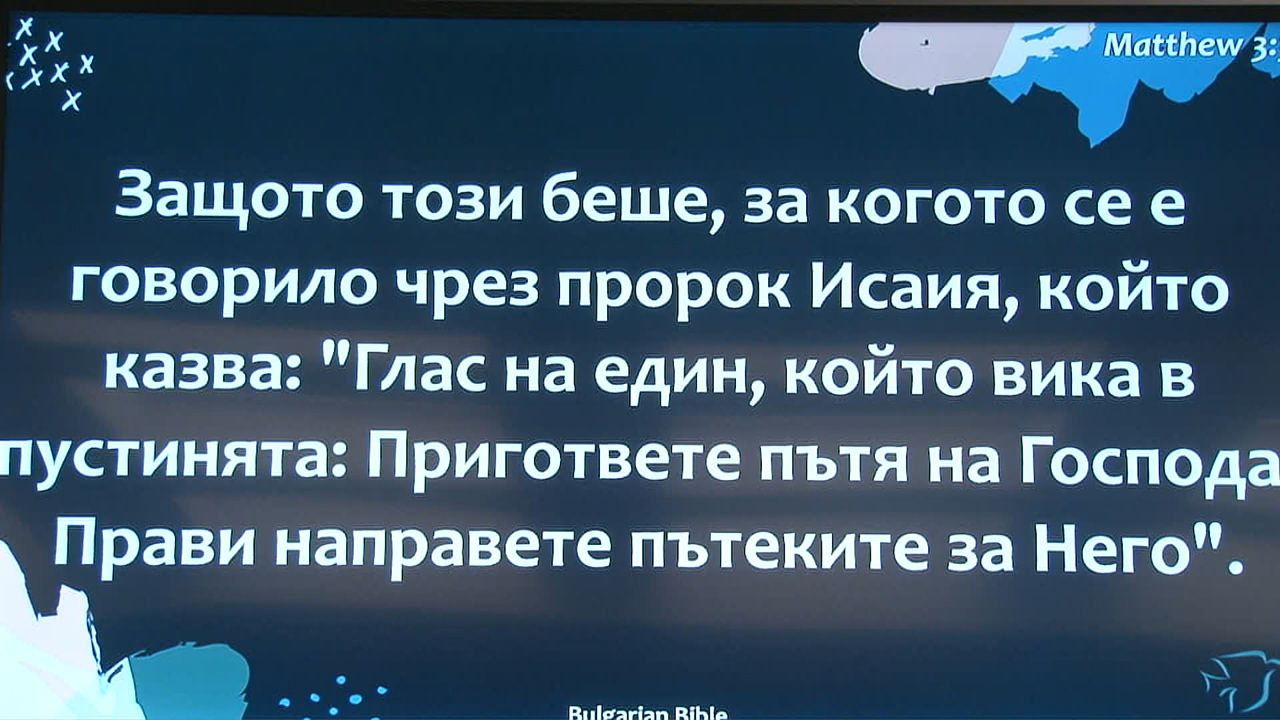 Matthew 3:
Защото този беше, за когото се е
говорило чрез пророк Исаия, който
казва: "Глас на един, който вика в
пустинята: Пригответе пътя на Господа
Прави направете пътеките за Него".
Bulgarian Bible